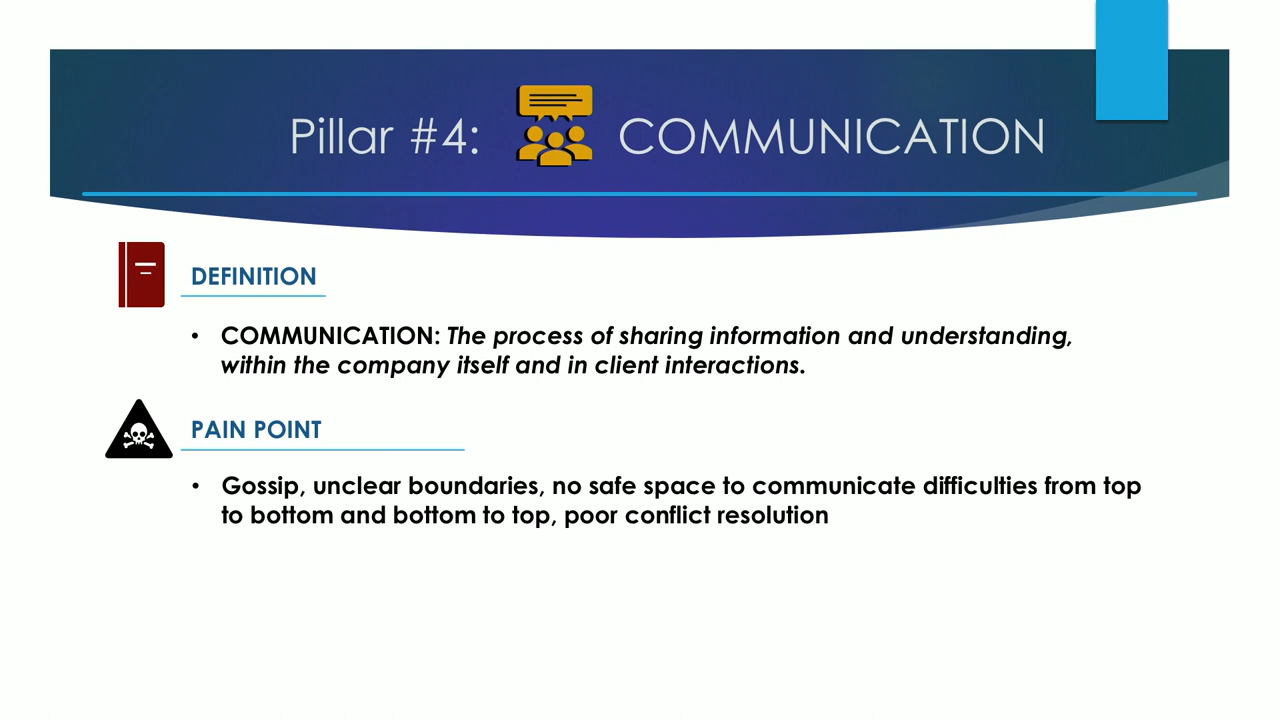 Pillar #4: COMMUNICATION
DEFINITION
• COMMUNICATION: The process of sharing information and understanding,
within the company itself and in client interactions.
PAIN POINT
• Gossip, unclear boundaries, no safe space to communicate difficulties from top
to bottom and bottom to top, poor conflict resolution